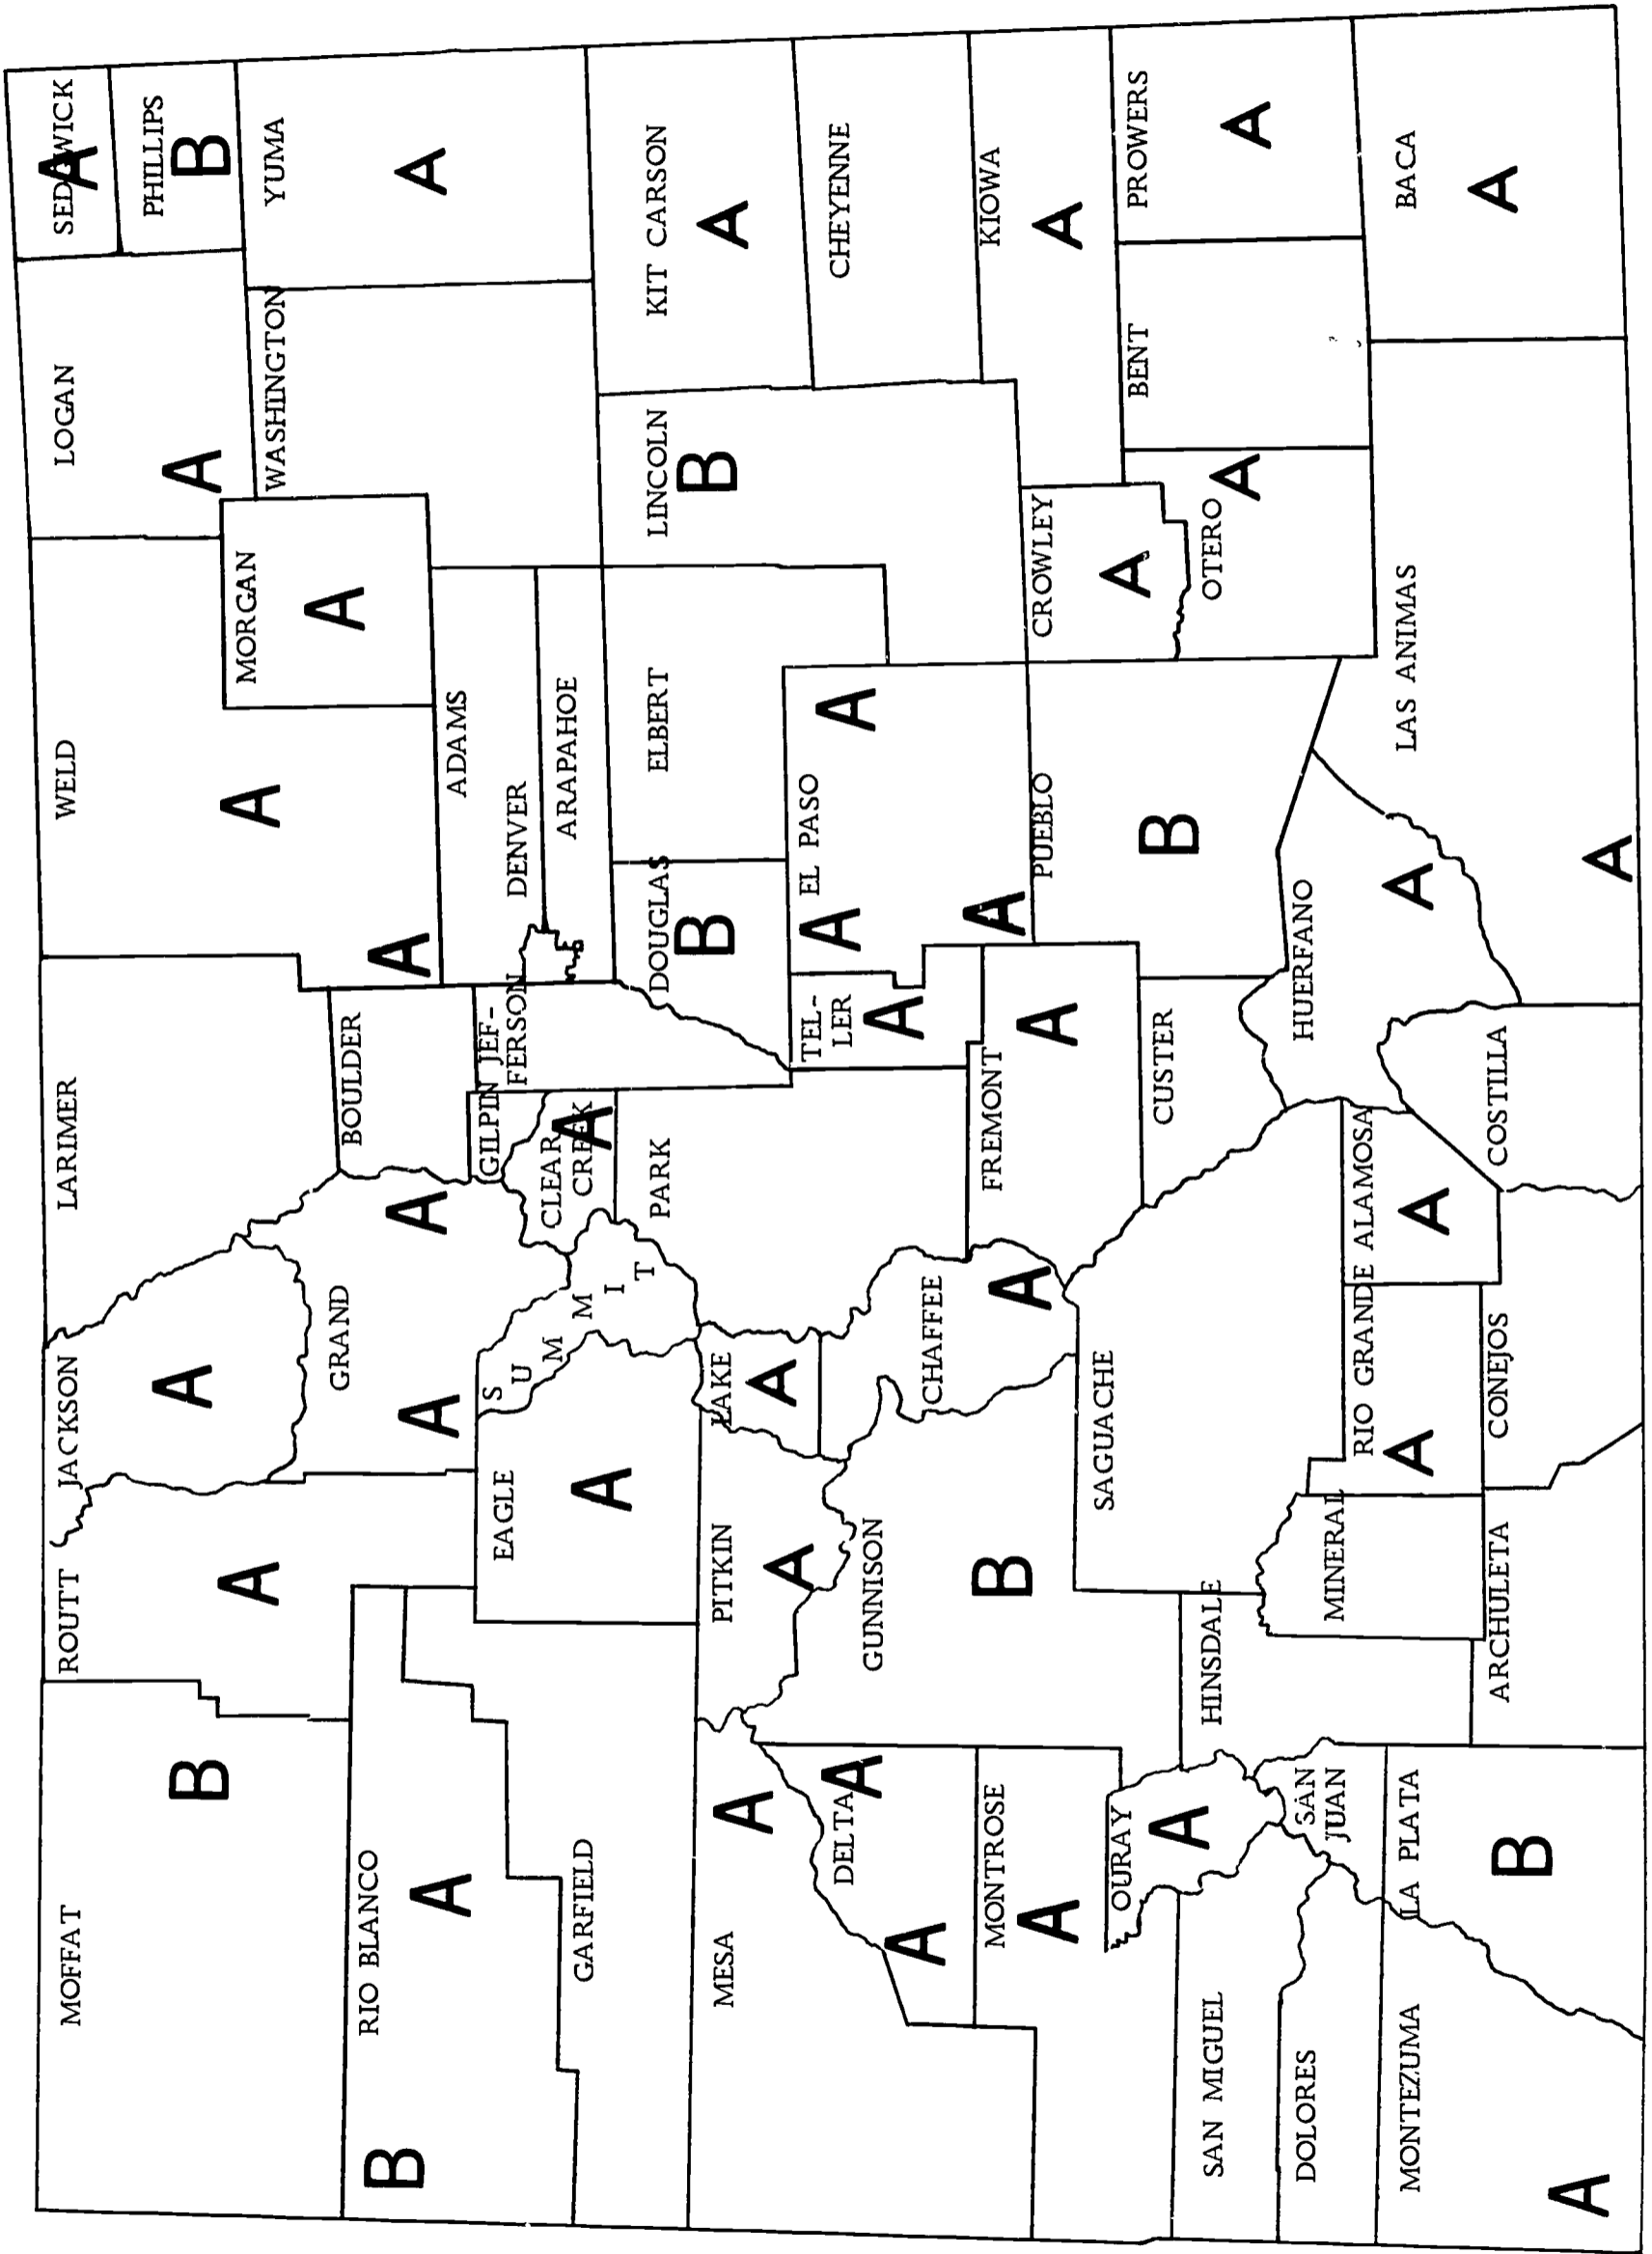 MOFFAT
B
ROUTT
A
JACKSON
A
LARIMER
WELD
A
A
LOGAN
A
SEDGWICK
A
PHILLIPS
B
RIO BLANCO
B
A
GRAND
A
A
BOULDER
MORGAN
A
WASHINGTON
YUMA
A
GARFIELD
EAGLE
A
S
U
M
M
I
T
GILPIN
JEF-
FERSON
CLEAR
CREEK
A
ADAMS
DENVER
ARAPAHOE
MESA
A
PITKIN
A
LAKE
A
PARK
DOUGLAS
B
ELBERT
LINCOLN
B
KIT CARSON
A
DELTA
A
A
GUNNISON
B
CHAFFEE
A
TEL-
LER
A
EL PASO
A
A
A
CHEYENNE
MONTROSE
A
FREMONT
A
PUEBLO
B
CROWLEY
A
KIOWA
A
OURAY
A
SAGUACHE
CUSTER
OTERO
A
BENT
PROWERS
A
SAN MIGUEL
HINSDALE
DOLORES
SAN
JUAN
MINERAL
RIO GRANDE
A
ALAMOSA
A
HUERFANO
A
MONTEZUMA
A
LA PLATA
B
ARCHULETA
CONEJOS
COSTILLA
LAS ANIMAS
A
BACA
A